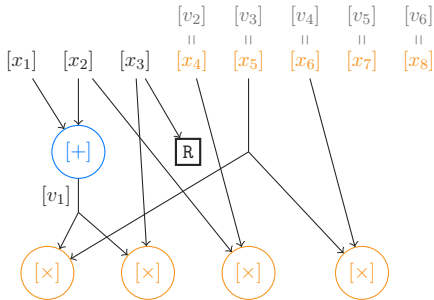 [v₂] [v₃] [v₄] [v₅] [v₆]
= = = = =
[x₁] [x₂] [x₃] [x₄] [x₅] [x₆] [x₇] [x₈]
[+] R
[v₁]
[×] [×] [×] [×]